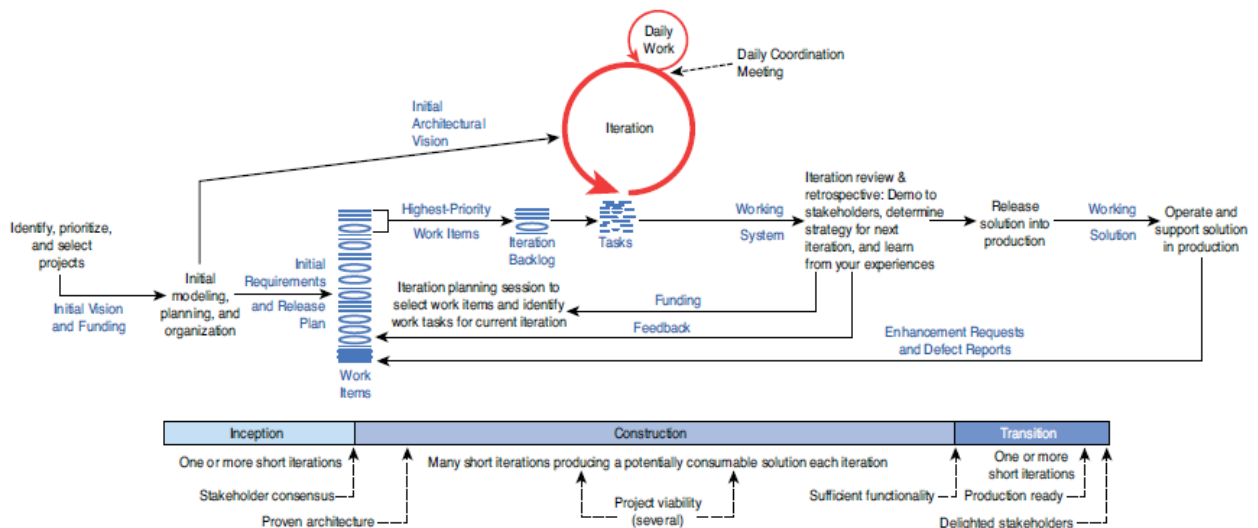 Daily
Work
Daily Coordination
Meeting
Initial
Architectural
Vision
Iteration
Identify, prioritize,
and select
projects
Initial Vision
and Funding
Initial
modeling,
planning, and
organization
Initial
Requirements
and Release
Plan
Work
Items
Highest-Priority
Work Items
Iteration
Backlog
Tasks
Working
System
Iteration review &
retrospective: Demo to
stakeholders, determine
strategy for next
iteration, and learn
from your experiences
Release
solution into
production
Working
Solution
Operate and
support solution
in production
Iteration planning session to
select work items and identify
work tasks for current iteration
Funding
Feedback
Enhancement Requests
and Defect Reports
Inception
Construction
Transition
One or more short iterations
Many short iterations producing a potentially consumable solution each iteration
One or more
short iterations
Stakeholder consensus
Proven architecture
Project viability
(several)
Sufficient functionality
Production ready
Delighted stakeholders